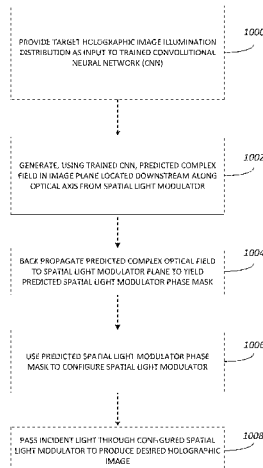 1000
PROVIDE TARGET HOLOGRAPHIC IMAGE ILLUMINATION
DISTRIBUTION AS INPUT TO TRAINED CONVOLUTIONAL
NEURAL NETWORK (CNN)
1002
GENERATE, USING TRAINED CNN, PREDICTED COMPLEX
FIELD IN IMAGE PLANE LOCATED DOWNSTREAM ALONG
OPTICAL AXIS FROM SPATIAL LIGHT MODULATOR
1004
BACK PROPAGATE PREDICTED COMPLEX OPTICAL FIELD
TO SPATIAL LIGHT MODULATOR PLANE TO YIELD
PREDICTED SPATIAL LIGHT MODULATOR PHASE MASK
1006
USE PREDICTED SPATIAL LIGHT MODULATOR PHASE
MASK TO CONFIGURE SPATIAL LIGHT MODULATOR
1008
PASS INCIDENT LIGHT THROUGH CONFIGURED SPATIAL
LIGHT MODULATOR TO PRODUCE DESIRED HOLOGRAPHIC
IMAGE